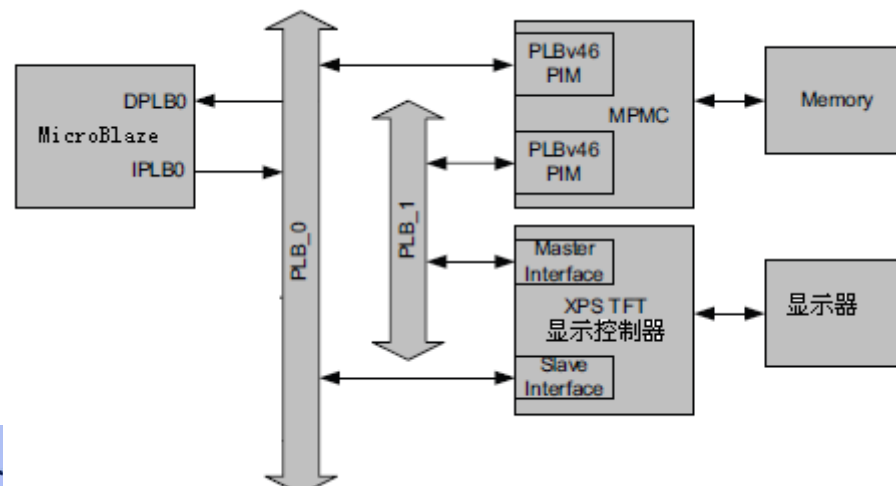 DPLB0
MicroBlaze
IPLB0
PLB_0
PLB_1
PLBv46
PIM
MPMC
PLBv46
PIM
Memory
Master
Interface
XPS TFT
显示控制器
Slave
Interface
显示器